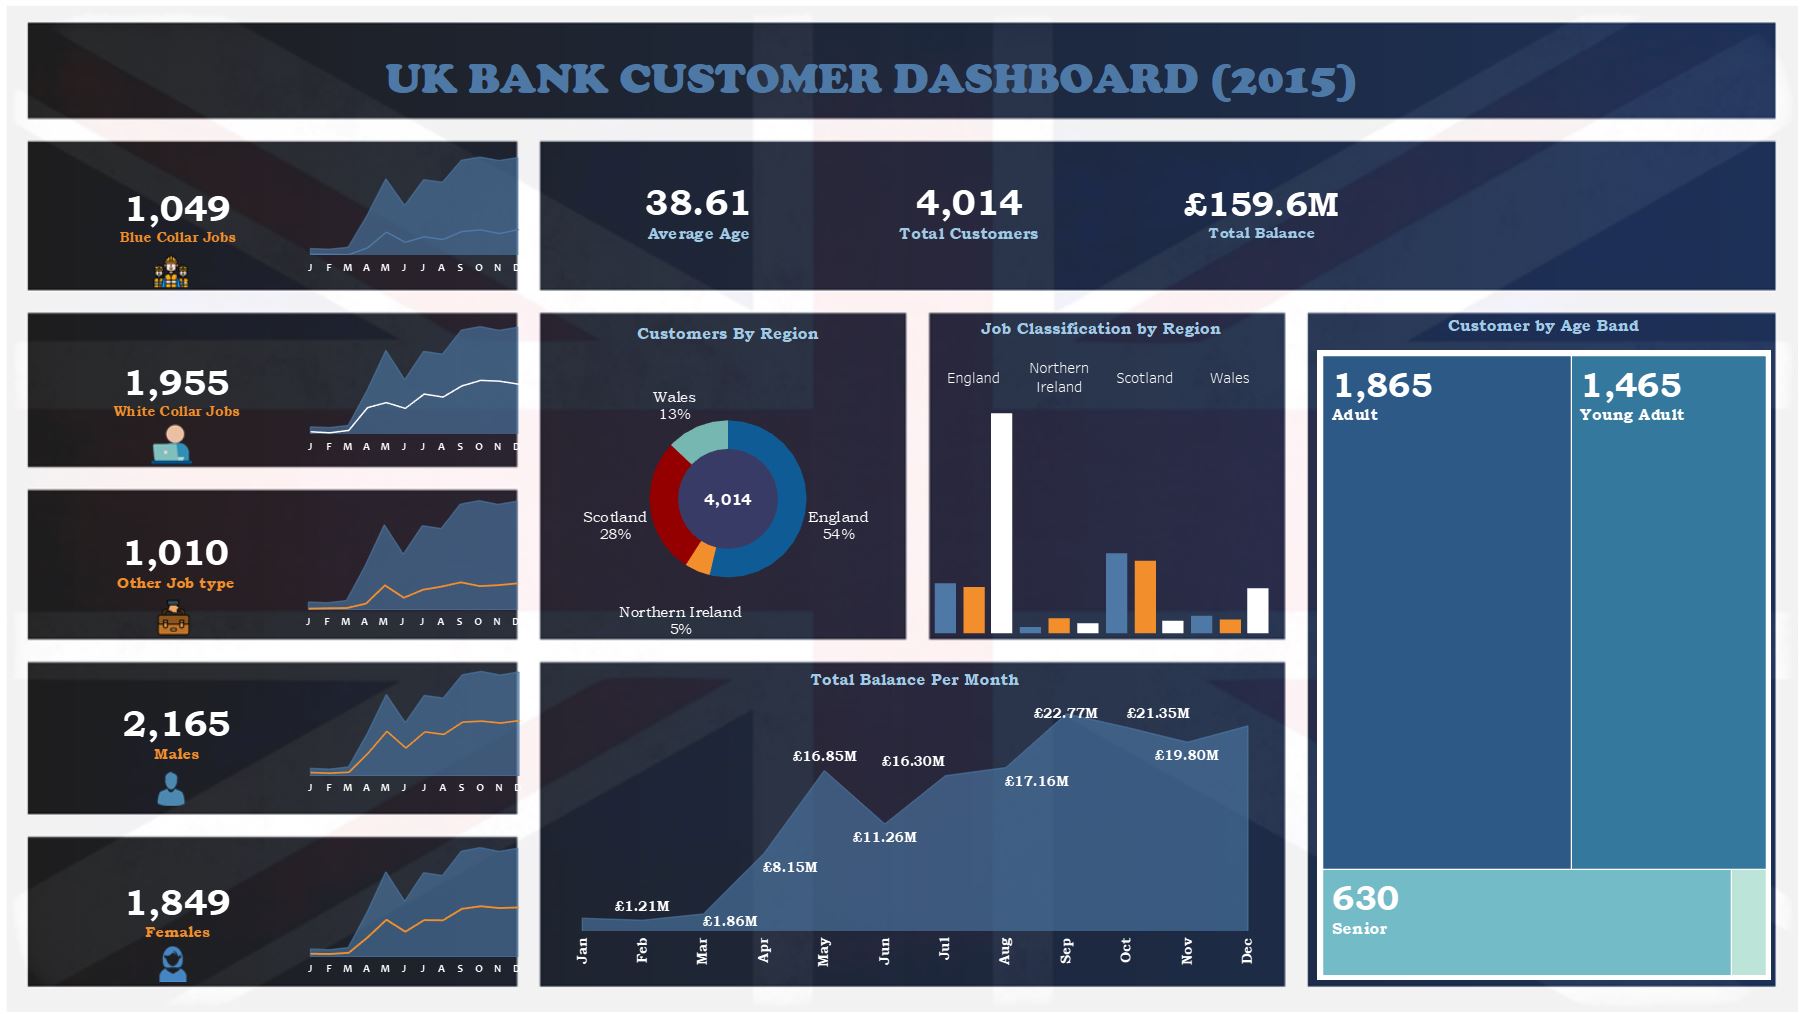 UK BANK CUSTOMER DASHBOARD (2015)
1,049
Blue Collar Jobs
J F M A M J J A S O N D
38.61
Average Age
4,014
Total Customers
£159.6M
Total Balance
1,955
White Collar Jobs
J F M A M J J A S O N D
1,010
Other Job type
J F M A M J J A S O N D
2,165
Males
J F M A M J J A S O N D
1,849
Females
J F M A M J J A S O N D
Customers By Region
Wales
13%
4,014
Scotland
28%
England
54%
Northern Ireland
5%
Job Classification by Region
England
Northern
Ireland
Scotland
Wales
Customer by Age Band
1,865
Adult
1,465
Young Adult
630
Senior
Total Balance Per Month
£22.77M
£21.35M
£16.85M
£16.30M
£19.80M
£17.16M
£11.26M
£8.15M
£1.21M
£1.86M
Jan
Feb
Mar
Apr
May
Jun
Jul
Aug
Sep
Oct
Nov
Dec